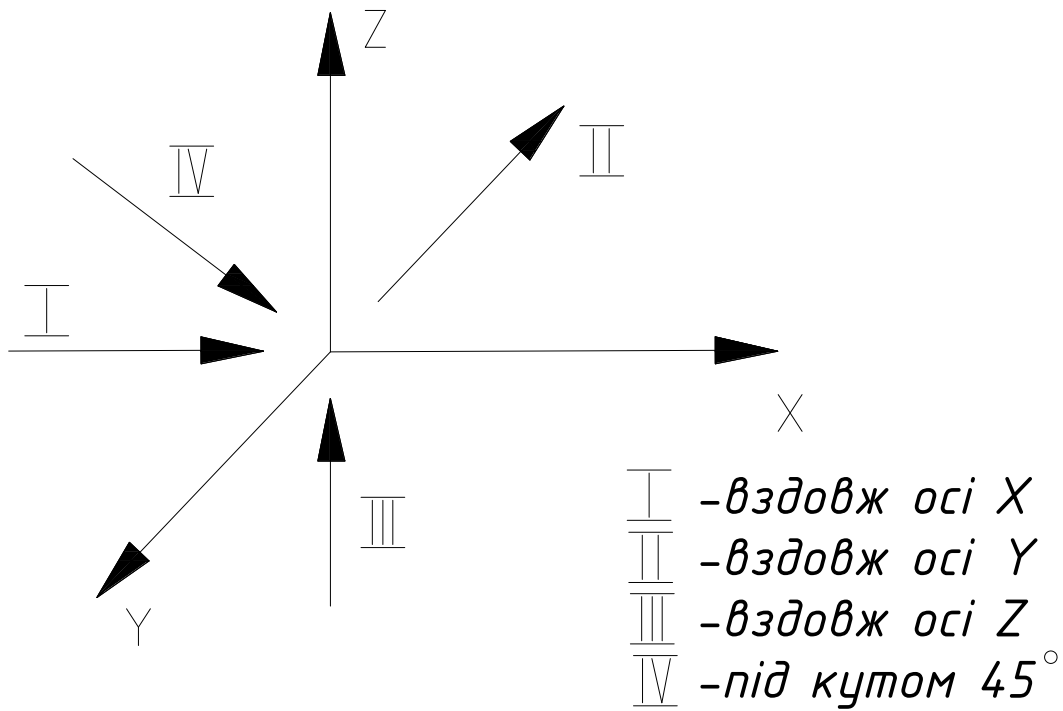 Z
IV
II
I
X
III
Y
I -вздовж осі X
II -вздовж осі Y
III -вздовж осі Z
IV -під кутом 45°